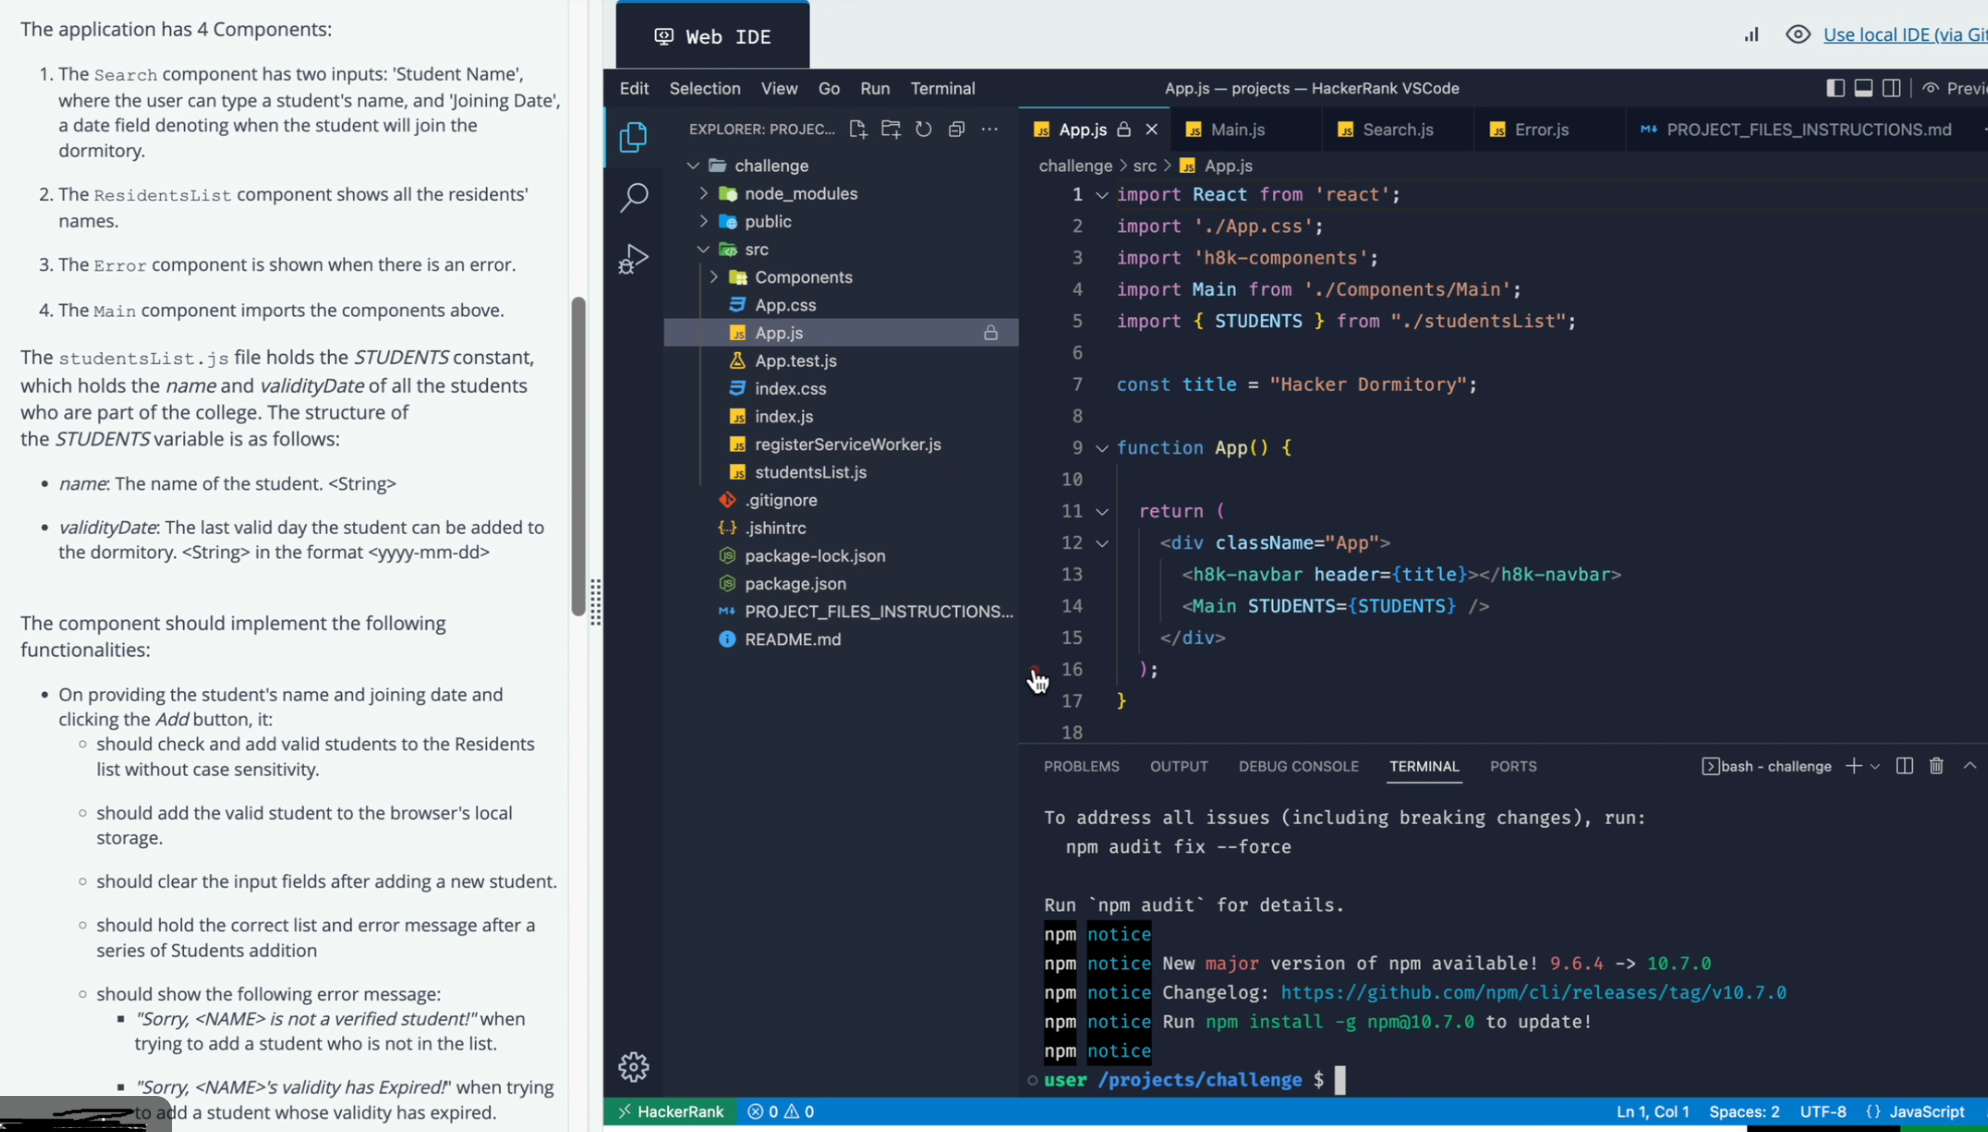 The application has 4 Components:
1. The Search component has two inputs: 'Student Name',
where the user can type a student's name, and 'Joining Date',
a date field denoting when the student will join the
dormitory.
2. The ResidentsList component shows all the residents'
names.
3. The Error component is shown when there is an error.
4. The Main component imports the components above.
The studentsList.js file holds the STUDENTS constant,
which holds the name and validityDate of all the students
who are part of the college. The structure of
the STUDENTS variable is as follows:
• name: The name of the student. <String>
• validityDate: The last valid day the student can be added to
the dormitory. <String> in the format <yyyy-mm-dd>
The component should implement the following
functionalities:
• On providing the student's name and joining date and
clicking the Add button, it:
○ should check and add valid students to the Residents
list without case sensitivity.
○ should add the valid student to the browser's local
storage.
○ should clear the input fields after adding a new student.
○ should hold the correct list and error message after a
series of Students addition
○ should show the following error message:
▪ "Sorry, <NAME> is not a verified student!" when
trying to add a student who is not in the list.
▪ "Sorry, <NAME>'s validity has Expired!" when trying
to add a student whose validity has expired.
Web IDE
Use local IDE (via Git
Edit Selection View Go Run Terminal
App.js — projects — HackerRank VSCode
Previ
EXPLORER: PROJEC... ...
challenge
node_modules
public
src
Components
App.css
App.js
App.test.js
index.css
index.js
registerServiceWorker.js
studentsList.js
.gitignore
.jshintrc
package-lock.json
package.json
PROJECT_FILES_INSTRUCTIONS...
README.md
App.js Main.js Search.js Error.js PROJECT_FILES_INSTRUCTIONS.md
challenge > src > App.js
1 import React from 'react';
2 import './App.css';
3 import 'h8k-components';
4 import Main from './Components/Main';
5 import { STUDENTS } from "./studentsList";
6
7 const title = "Hacker Dormitory";
8
9 function App() {
10
11 return (
12 <div className="App">
13 <h8k-navbar header={title}></h8k-navbar>
14 <Main STUDENTS={STUDENTS} />
15 </div>
16 );
17 }
18
PROBLEMS OUTPUT DEBUG CONSOLE TERMINAL PORTS
bash - challenge
To address all issues (including breaking changes), run:
npm audit fix --force
Run `npm audit` for details.
npm notice
npm notice New major version of npm available! 9.6.4 -> 10.7.0
npm notice Changelog: https://github.com/npm/cli/releases/tag/v10.7.0
npm notice Run npm install -g npm@10.7.0 to update!
npm notice
user /projects/challenge $
HackerRank 0 0
Ln 1, Col 1 Spaces: 2 UTF-8 {} JavaScript